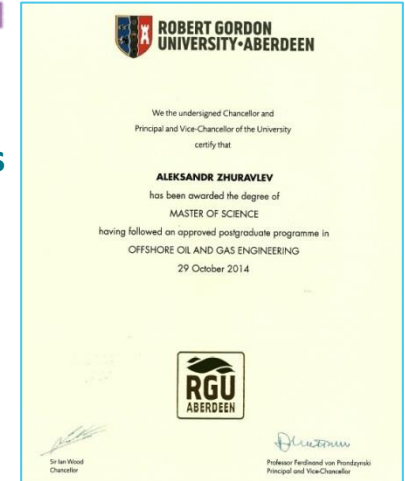 s
ROBERT GORDON
UNIVERSITY•ABERDEEN
We the undersigned Chancellor and
Principal and Vice-Chancellor of the University
certify that
ALEKSANDR ZHURAVLEV
has been awarded the degree of
MASTER OF SCIENCE
having followed an approved postgraduate programme in
OFFSHORE OIL AND GAS ENGINEERING
29 October 2014
RGU
ABERDEEN
Sir Ian Wood
Chancellor
Professor Ferdinand von Prondzynski
Principal and Vice-Chancellor